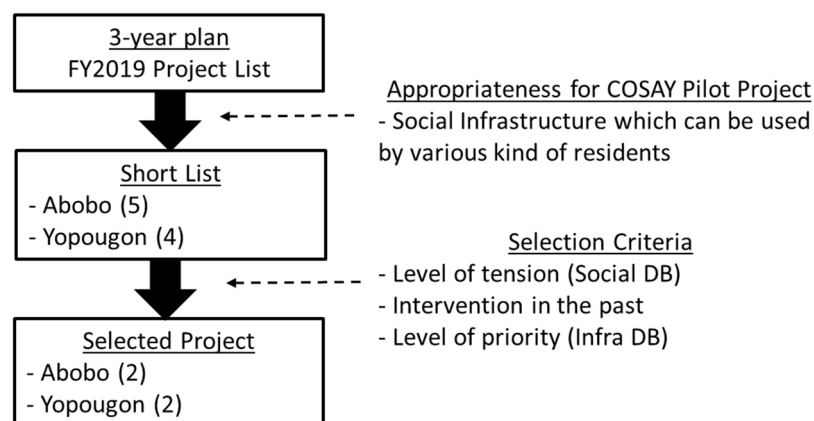 3-year plan
FY2019 Project List
Appropriateness for COSAY Pilot Project
- Social Infrastructure which can be used
by various kind of residents
Short List
- Abobo (5)
- Yopougon (4)
Selection Criteria
- Level of tension (Social DB)
- Intervention in the past
- Level of priority (Infra DB)
Selected Project
- Abobo (2)
- Yopougon (2)